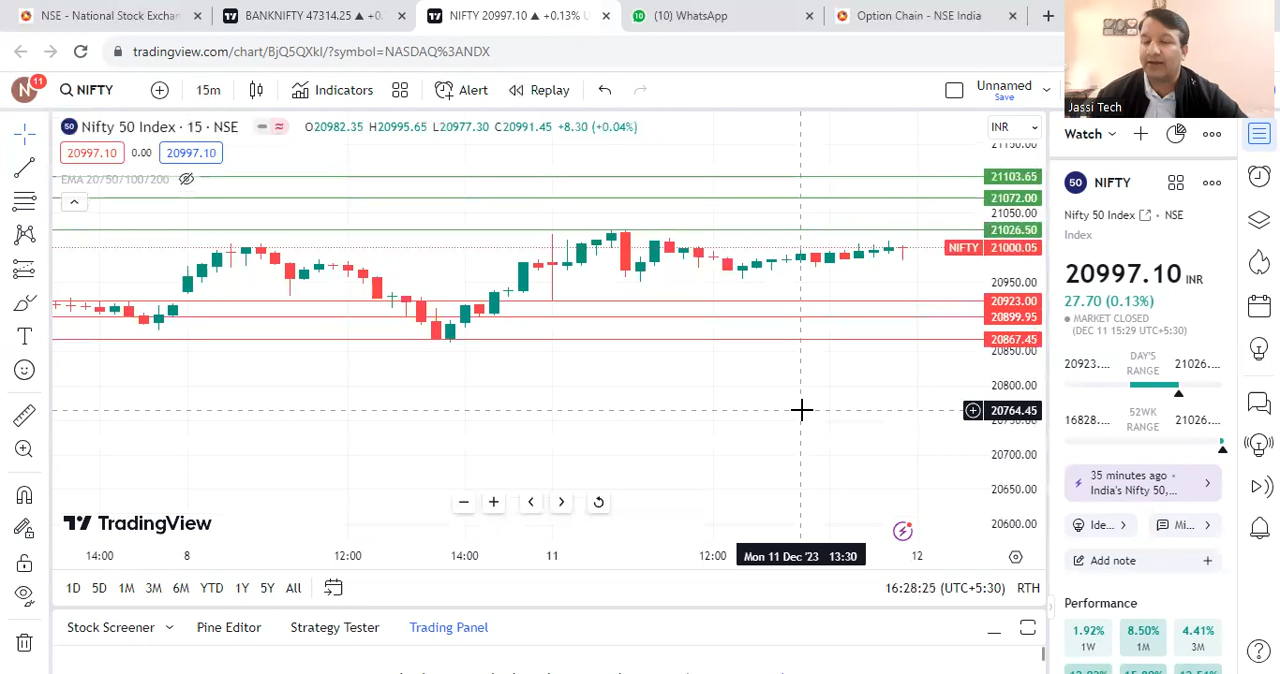 NSE - National Stock Exchan
BANKNIFTY 47314.25 ▲ +0.
NIFTY 20997.10 ▲ +0.13%
(10) WhatsApp
Option Chain - NSE India
tradingview.com/chart/BjQ5QXkI/?symbol=NASDAQ%3ANDX
N 11
NIFTY
15m
Indicators
Alert
Replay
Unnamed
Save
Jassi Tech
50 Nifty 50 Index · 15 · NSE
O20982.35 H20995.65 L20977.30 C20991.45 +8.30 (+0.04%)
INR
Watch
20997.10 0.00 20997.10
EMA 20/50/100/200
21150.00
21103.65
21072.00
21050.00
21026.50
NIFTY 21000.05
20950.00
20923.00
20899.95
20867.45
20850.00
20800.00
20764.45
20750.00
20700.00
20650.00
20600.00
50 NIFTY
Nifty 50 Index · NSE
Index
20997.10 INR
27.70 (0.13%)
MARKET CLOSED
(DEC 11 15:29 UTC+5:30)
20923.... DAY'S RANGE 21026....
16828.... 52WK RANGE 21026....
35 minutes ago ·
India's Nifty 50,...
Ide...
Mi...
Add note
Performance
1.92% 8.50% 4.41%
1W 1M 3M
TradingView
14:00 8 12:00 14:00 11 12:00 Mon 11 Dec '23 13:30 12
1D 5D 1M 3M 6M YTD 1Y 5Y All
16:28:25 (UTC+5:30) RTH
Stock Screener Pine Editor Strategy Tester Trading Panel